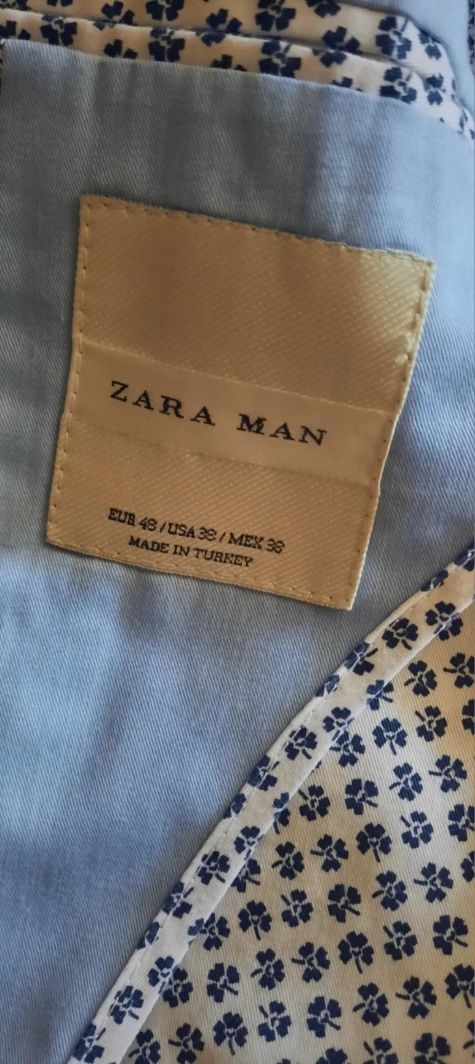 ZARA MAN
EUR 48 / USA 38 / MEX 38
MADE IN TURKEY